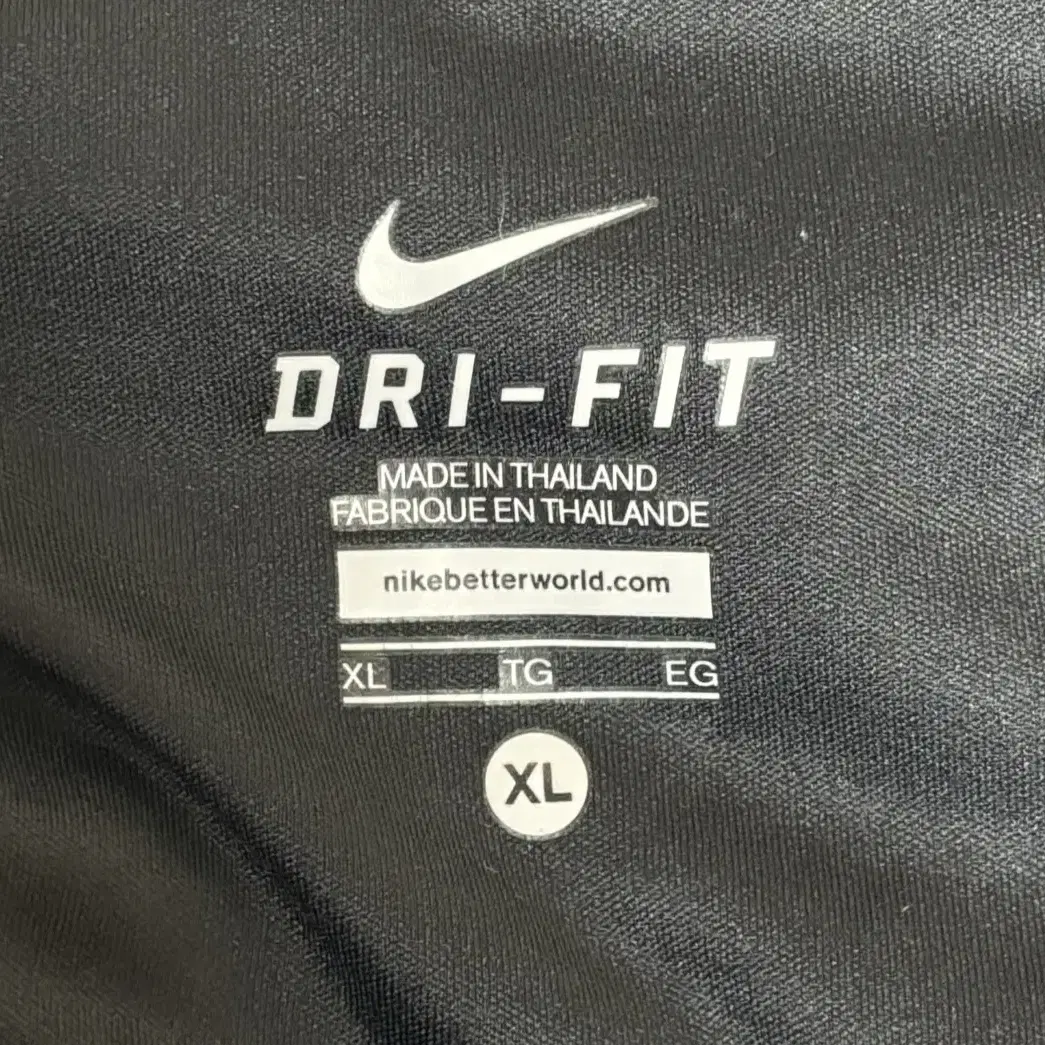 DRI-FIT
MADE IN THAILAND
FABRIQUE EN THAILANDE
nikebetterworld.com
XL TG EG
XL